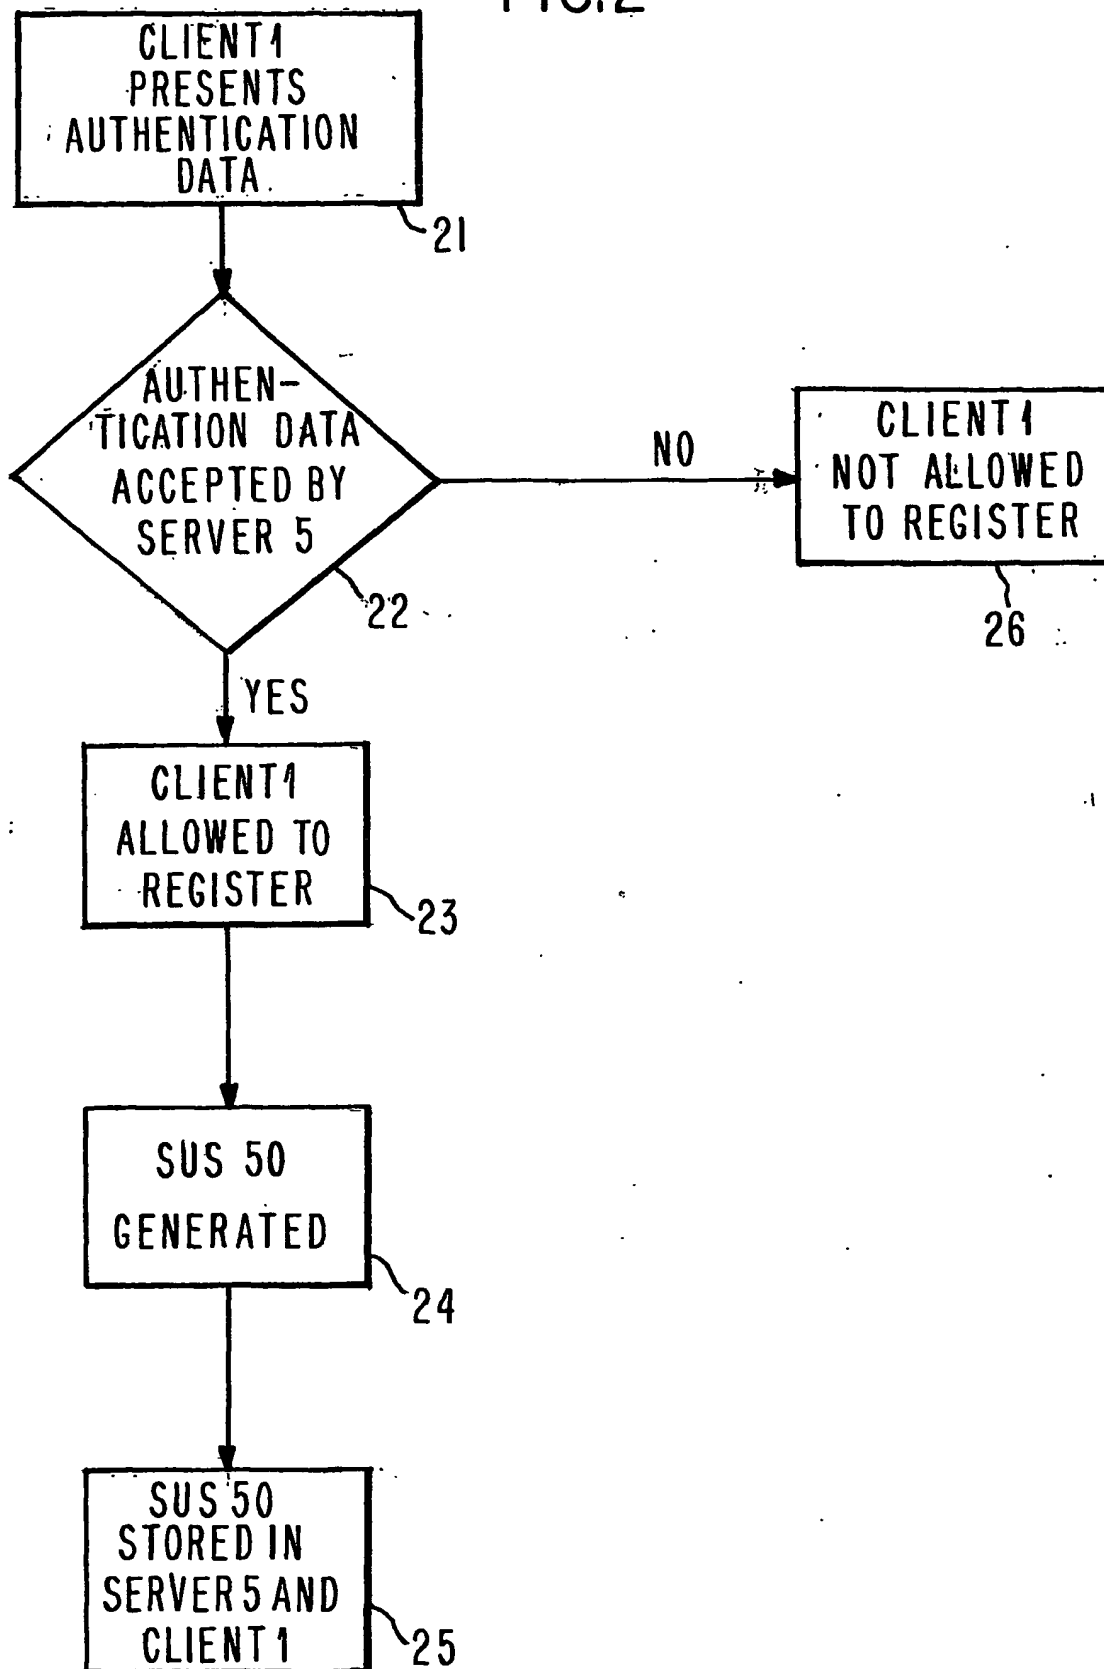 FIG.2
CLIENT 1
PRESENTS
AUTHENTICATION
DATA
21
AUTHEN-
TICATION DATA
ACCEPTED BY
SERVER 5
22
NO
CLIENT 1
NOT ALLOWED
TO REGISTER
26
YES
CLIENT 1
ALLOWED TO
REGISTER
23
SUS 50
GENERATED
24
SUS 50
STORED IN
SERVER 5 AND
CLIENT 1
25